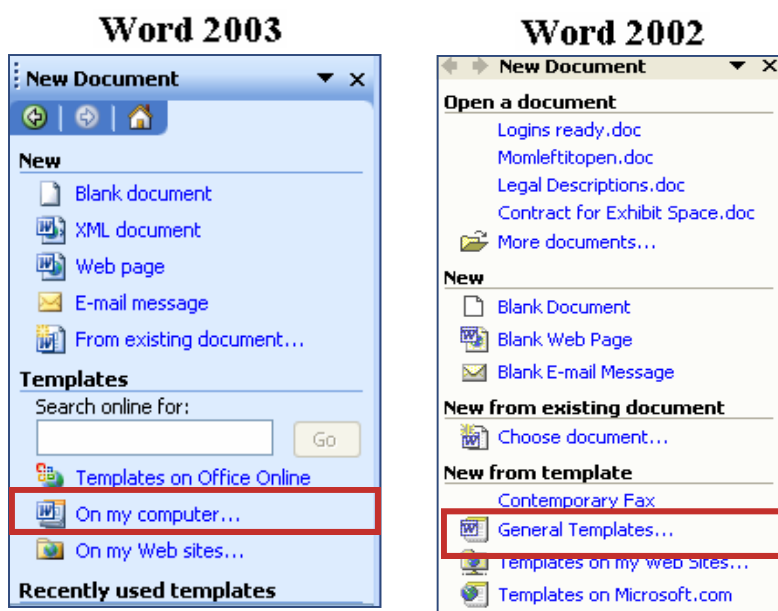 Word 2003
New Document
New
Blank document
XML document
Web page
E-mail message
From existing document...
Templates
Search online for:
Go
Templates on Office Online
On my computer...
On my Web sites...
Recently used templates
Word 2002
New Document
Open a document
Logins ready.doc
Momleftitopen.doc
Legal Descriptions.doc
Contract for Exhibit Space.doc
More documents...
New
Blank Document
Blank Web Page
Blank E-mail Message
New from existing document
Choose document...
New from template
Contemporary Fax
General Templates...
Templates on my Web Sites...
Templates on Microsoft.com